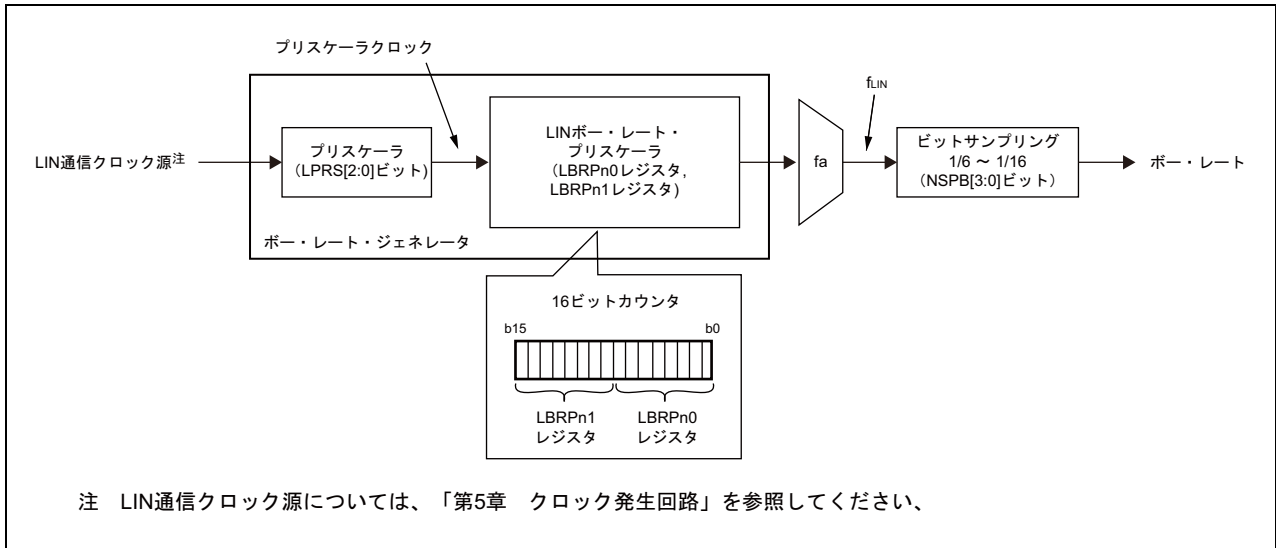 プリスケーラクロック
fLIN
LIN通信クロック源注
プリスケーラ
（LPRS[2:0]ビット）
LINボー・レート・
プリスケーラ
（LBRPn0レジスタ,
LBRPn1レジスタ）
fa
ビットサンプリング
1/6 ～ 1/16
（NSPB[3:0]ビット）
ボー・レート
ボー・レート・ジェネレータ
16ビットカウンタ
b15 b0
LBRPn1 LBRPn0
レジスタ レジスタ
注　LIN通信クロック源については、「第5章　クロック発生回路」を参照してください、